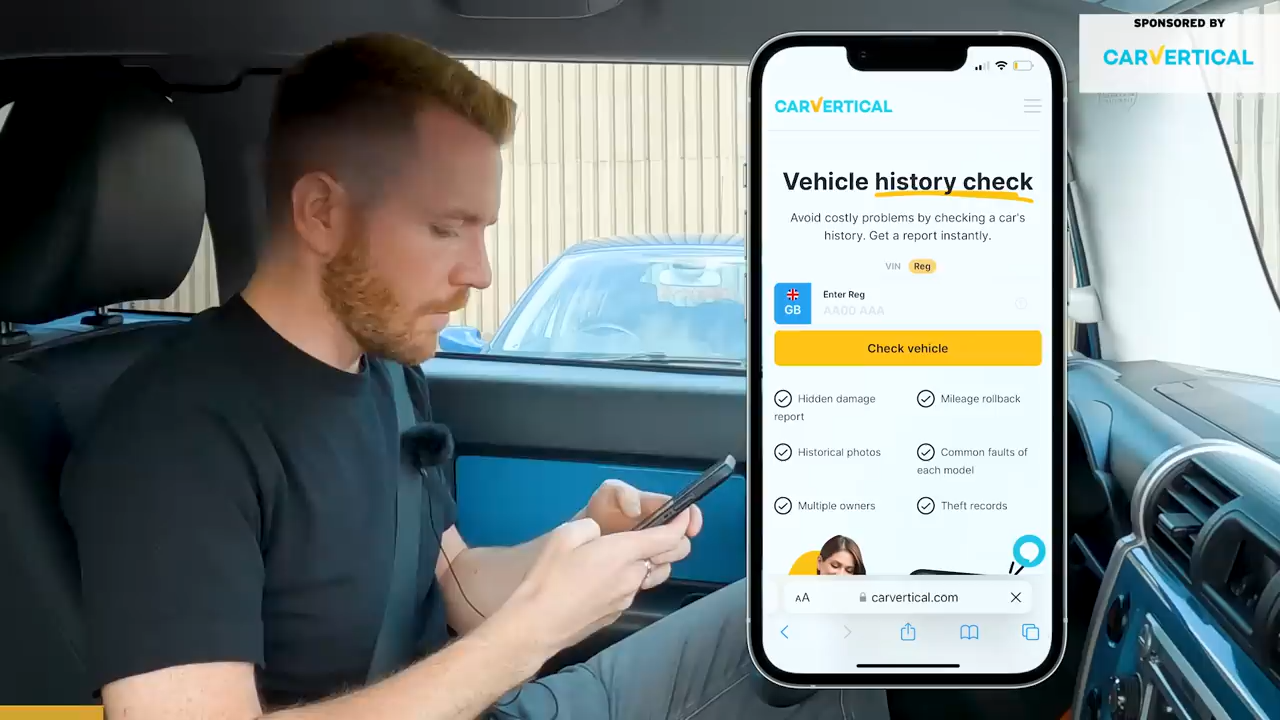 SPONSORED BY
CARVERTICAL
CARVERTICAL
Vehicle history check
Avoid costly problems by checking a car's
history. Get a report instantly.
VIN Reg
GB
Enter Reg
AA00 AAA
Check vehicle
Hidden damage
report
Mileage rollback
Historical photos
Common faults of
each model
Multiple owners
Theft records
AA
carvertical.com